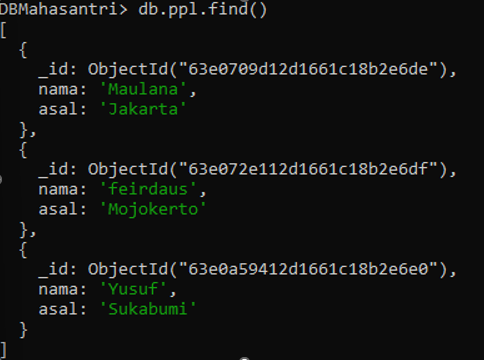 DBMahasantri> db.ppl.find()
[
  {
    _id: ObjectId("63e0709d12d1661c18b2e6de"),
    nama: 'Maulana',
    asal: 'Jakarta'
  },
  {
    _id: ObjectId("63e072e112d1661c18b2e6df"),
    nama: 'feirdaus',
    asal: 'Mojokerto'
  },
  {
    _id: ObjectId("63e0a59412d1661c18b2e6e0"),
    nama: 'Yusuf',
    asal: 'Sukabumi'
  }
]